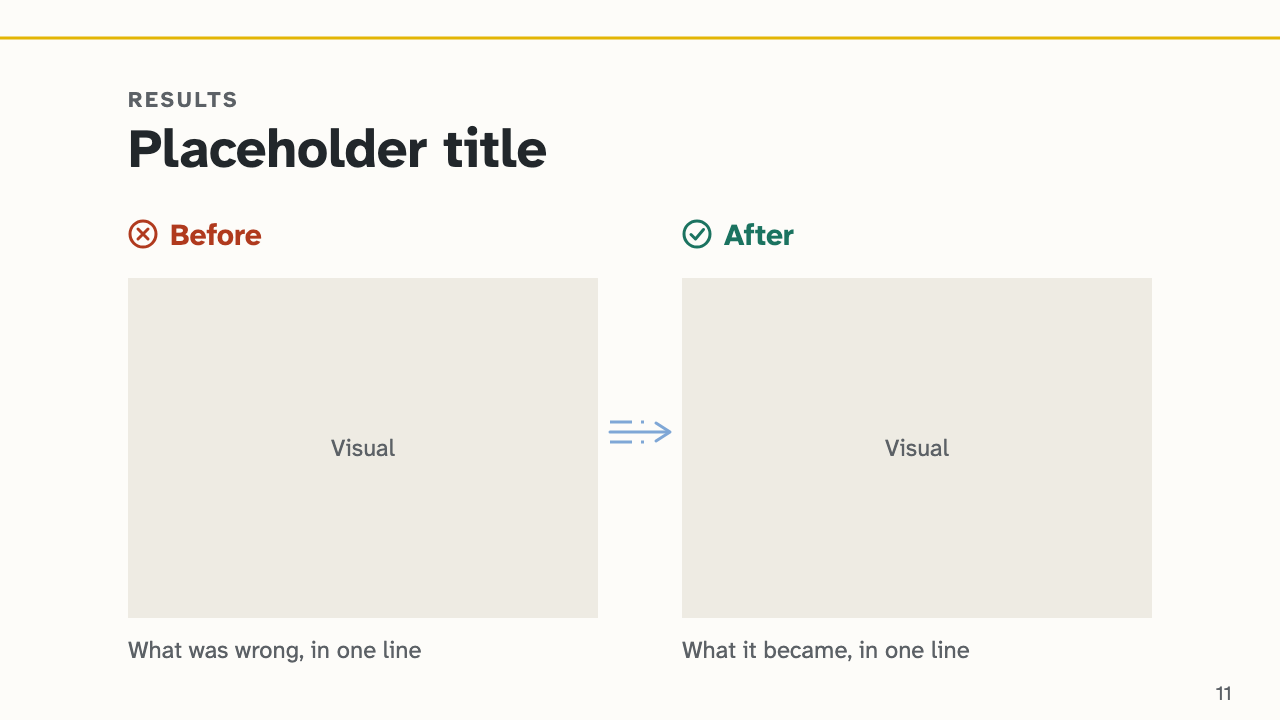 RESULTS
Placeholder title
Before
After
Visual
Visual
What was wrong, in one line
What it became, in one line
11